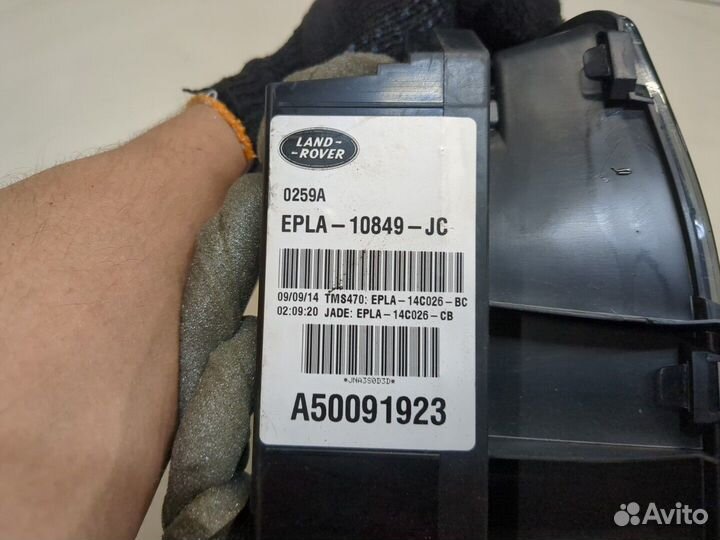 LAND-
-ROVER
0259A
EPLA-10849-JC
09/09/14 TMS470: EPLA-14C026-BC
02:09:20 JADE: EPLA-14C026-CB
*JNA3S0D3D*
A50091923
Avito